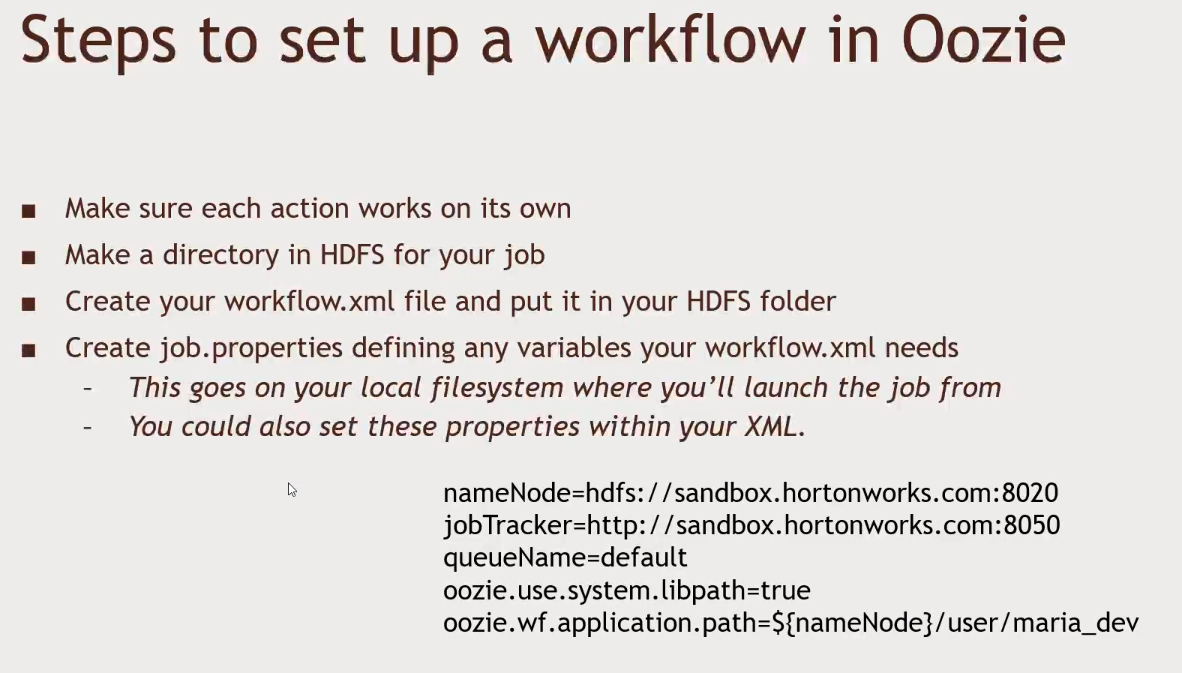 Steps to set up a workflow in Oozie
■ Make sure each action works on its own
■ Make a directory in HDFS for your job
■ Create your workflow.xml file and put it in your HDFS folder
■ Create job.properties defining any variables your workflow.xml needs
- This goes on your local filesystem where you’ll launch the job from
- You could also set these properties within your XML.
nameNode=hdfs://sandbox.hortonworks.com:8020
jobTracker=http://sandbox.hortonworks.com:8050
queueName=default
oozie.use.system.libpath=true
oozie.wf.application.path=${nameNode}/user/maria_dev